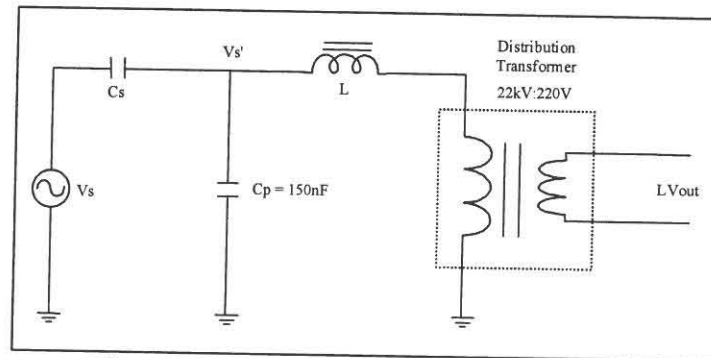 Vs'
Distribution
Transformer
22kV:220V
Cs
L
Vs
Cp = 150nF
LVout